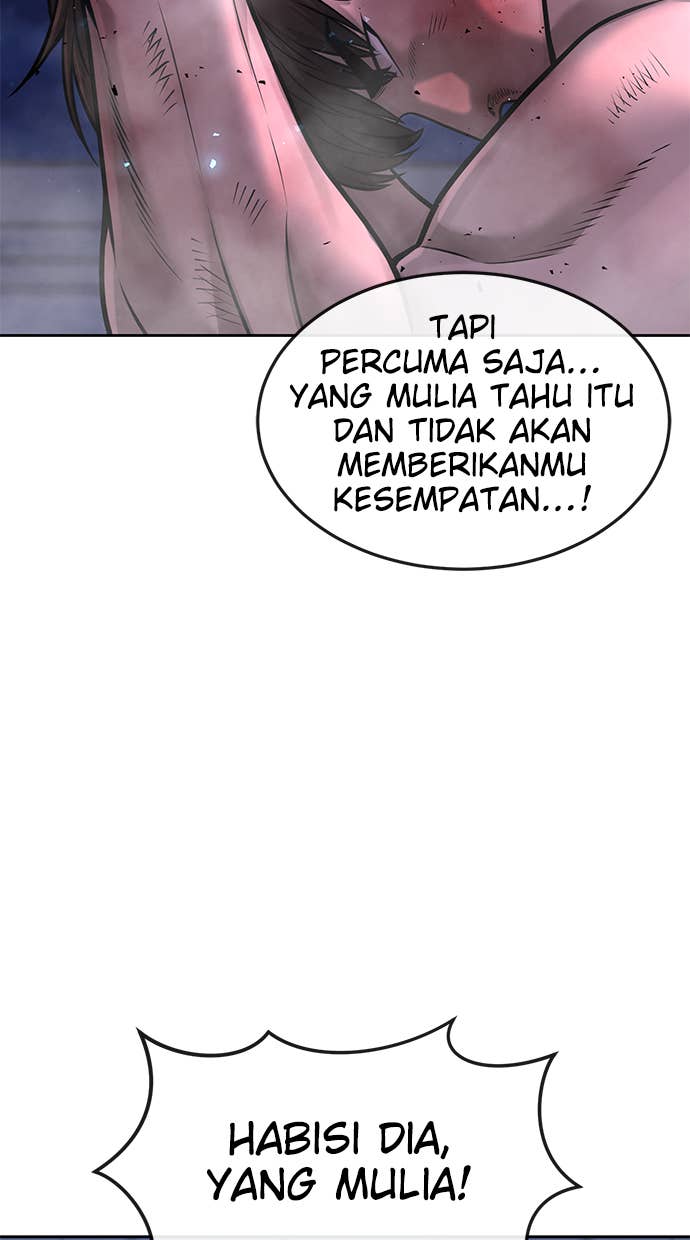 TAPI
PERCUMA SAJA...
YANG MULIA TAHU ITU
DAN TIDAK AKAN
MEMBERIKANMU
KESEMPATAN...!
HABISI DIA,
YANG MULIA!